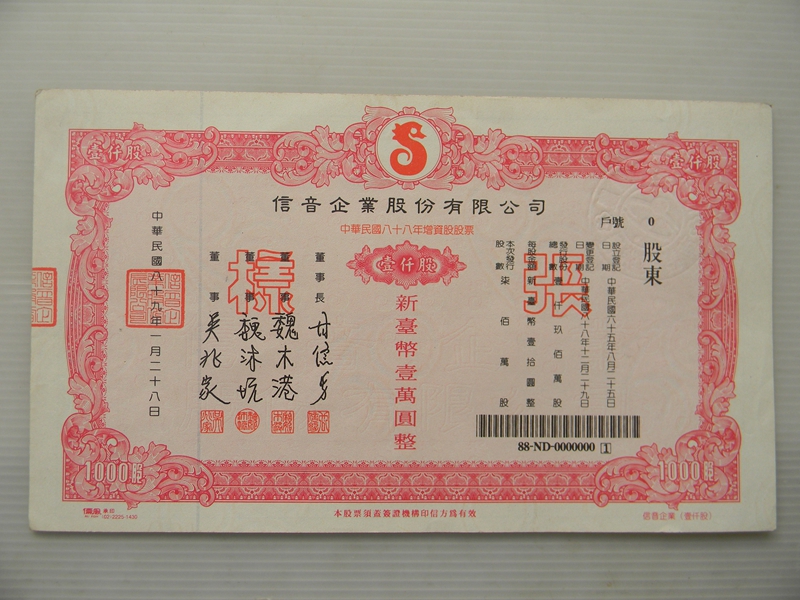 壹仟股
壹仟股
信音企業股份有限公司
中華民國八十八年增資股股票
戶號 0
股東
設立登記日期 中華民國六十五年八月二十五日
變更登記日期 中華民國八十八年十二月二十九日
發行股份總數 壹仟玖佰萬股
每股金額 新臺幣壹拾圓整
本次發行股數 柒佰萬股
樣張
壹仟股
新臺幣壹萬圓整
董事長 甘信男
董事 魏木港
董事 魏沐坑
董事 吳兆家
中華民國八十九年一月二十八日
88-ND-0000000 1
1000股
1000股
本股票須蓋簽證機構印信方爲有效
信音企業(壹仟股)
02-2225-1430